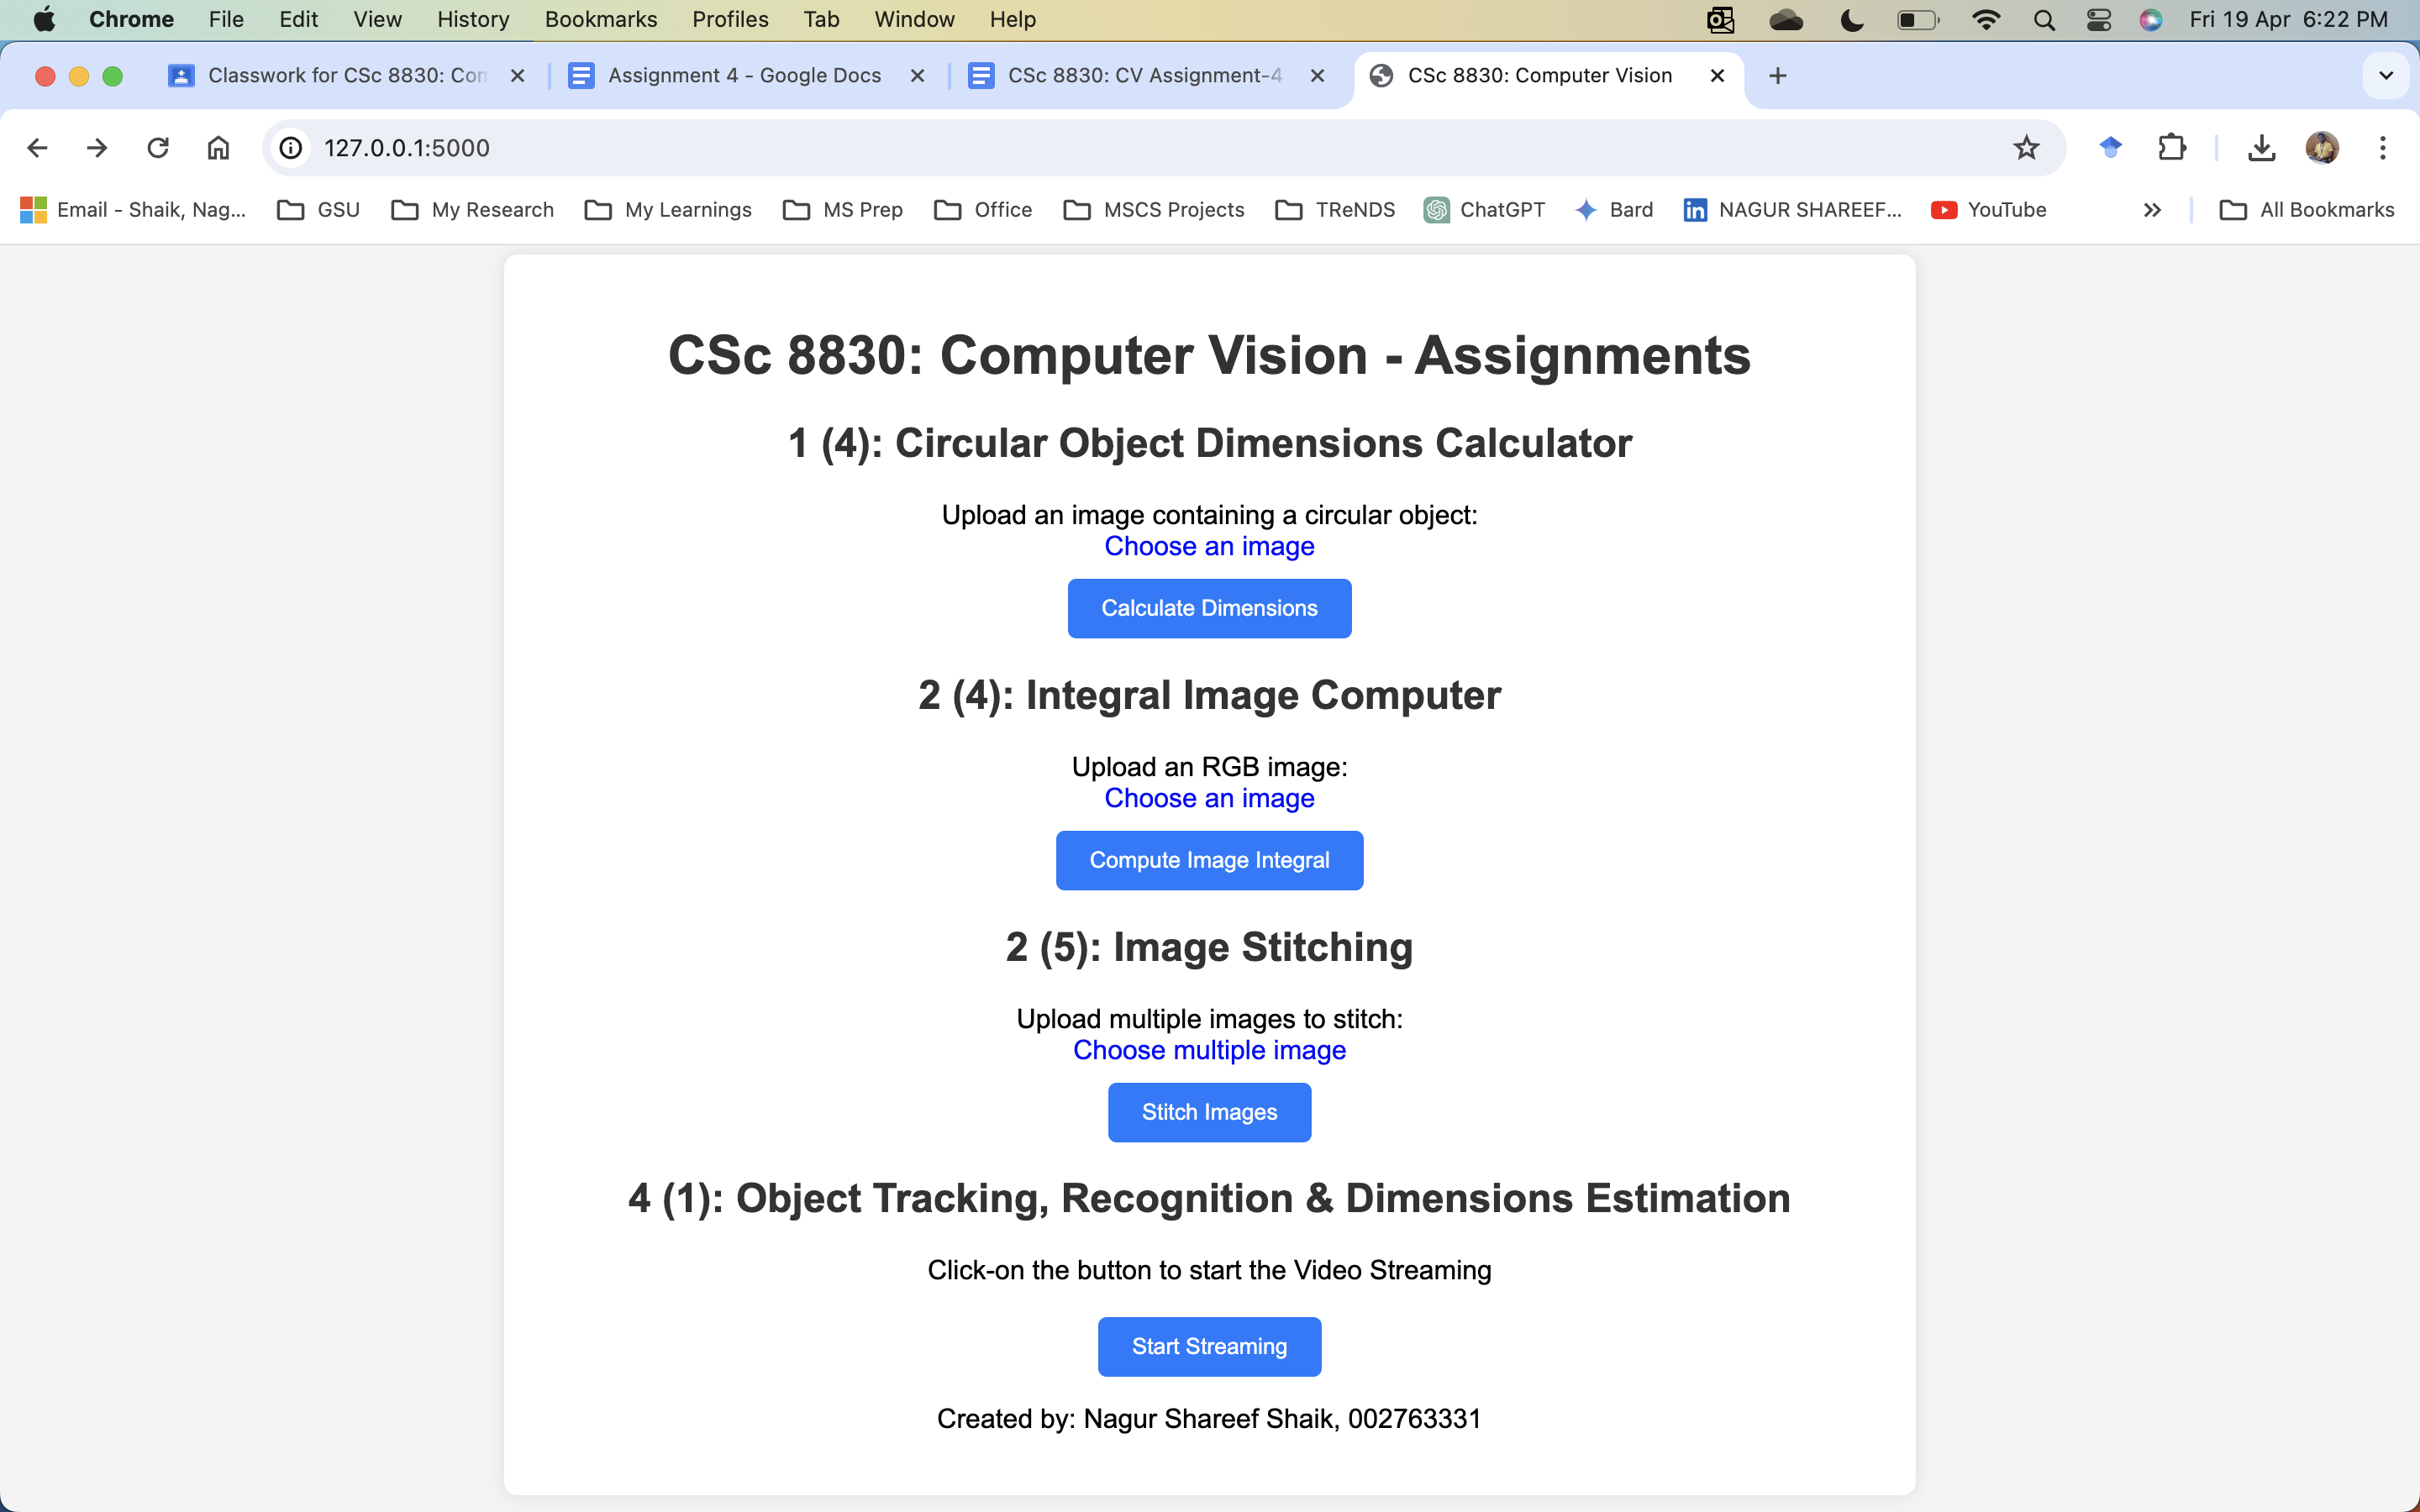 Chrome File Edit View History Bookmarks Profiles Tab Window Help Fri 19 Apr 6:22 PM
Classwork for CSc 8830: Com Assignment 4 - Google Docs CSc 8830: CV Assignment-4 CSc 8830: Computer Vision
127.0.0.1:5000
Email - Shaik, Nag... GSU My Research My Learnings MS Prep Office MSCS Projects TReNDS ChatGPT Bard NAGUR SHAREEF... YouTube All Bookmarks
CSc 8830: Computer Vision - Assignments
1 (4): Circular Object Dimensions Calculator
Upload an image containing a circular object:
Choose an image
Calculate Dimensions
2 (4): Integral Image Computer
Upload an RGB image:
Choose an image
Compute Image Integral
2 (5): Image Stitching
Upload multiple images to stitch:
Choose multiple image
Stitch Images
4 (1): Object Tracking, Recognition & Dimensions Estimation
Click-on the button to start the Video Streaming
Start Streaming
Created by: Nagur Shareef Shaik, 002763331